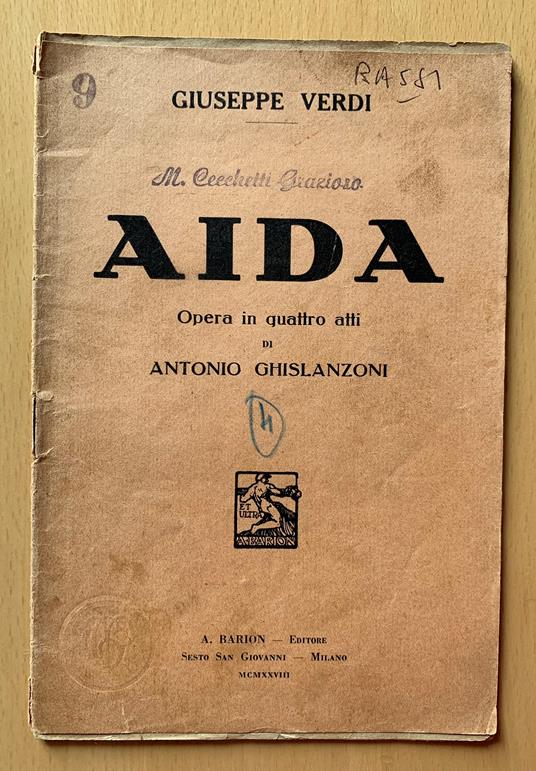 9
RASSI
GIUSEPPE VERDI
M. Cecchetti Grazioso
AIDA
Opera in quattro atti
DI
ANTONIO GHISLANZONI
4
ET
ULTRA
A.BARION
A. BARION — EDITORE
SESTO SAN GIOVANNI — MILANO
MCMXXVIII